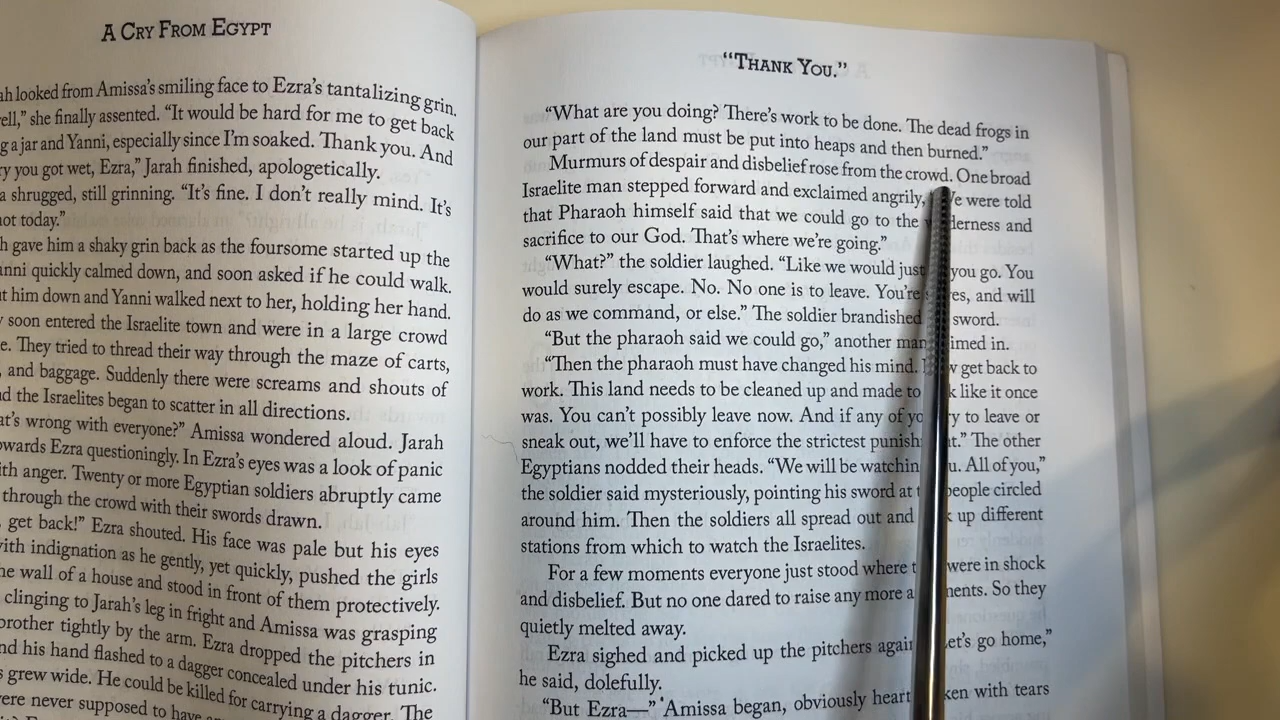 A CRY FROM EGYPT
looked from Amissa's smiling face to Ezra's tantalizing grin.
she finally assented. "It would be hard for me to get back
a jar and Yanni, especially since I'm soaked. Thank you. And
you got wet, Ezra," Jarah finished, apologetically.
shrugged, still grinning. "It's fine. I don't really mind. It's
not today."
gave him a shaky grin back as the foursome started up the
quickly calmed down, and soon asked if he could walk.
him down and Yanni walked next to her, holding her hand.
soon entered the Israelite town and were in a large crowd
They tried to thread their way through the maze of carts,
and baggage. Suddenly there were screams and shouts of
the Israelites began to scatter in all directions.
wrong with everyone?" Amissa wondered aloud. Jarah
Ezra questioningly. In Ezra's eyes was a look of panic
anger. Twenty or more Egyptian soldiers abruptly came
through the crowd with their swords drawn.
get back!" Ezra shouted. His face was pale but his eyes
indignation as he gently, yet quickly, pushed the girls
wall of a house and stood in front of them protectively.
clinging to Jarah's leg in fright and Amissa was grasping
brother tightly by the arm. Ezra dropped the pitchers in
his hand flashed to a dagger concealed under his tunic.
grew wide. He could be killed for carrying a dagger. The
were never supposed to have
"THANK YOU."
"What are you doing? There's work to be done. The dead frogs in
our part of the land must be put into heaps and then burned."
Murmurs of despair and disbelief rose from the crowd. One broad
Israelite man stepped forward and exclaimed angrily, were told
that Pharaoh himself said that we could go to the and
sacrifice to our God. That's where we're going."
"What?" the soldier laughed. "Like we would just you go. You
would surely escape. No. No one is to leave. You're and will
do as we command, or else." The soldier brandished sword.
"But the pharaoh said we could go," another man in.
"Then the pharaoh must have changed his mind. get back to
work. This land needs to be cleaned up and made to like it once
was. You can't possibly leave now. And if any of to leave or
sneak out, we'll have to enforce the strictest The other
Egyptians nodded their heads. "We will be All of you,"
the soldier said mysteriously, pointing his sword at people circled
around him. Then the soldiers all spread out and up different
stations from which to watch the Israelites.
For a few moments everyone just stood where were in shock
and disbelief. But no one dared to raise any more So they
quietly melted away.
Ezra sighed and picked up the pitchers go home,"
he said, dolefully.
"But Ezra—" Amissa began, obviously with tears